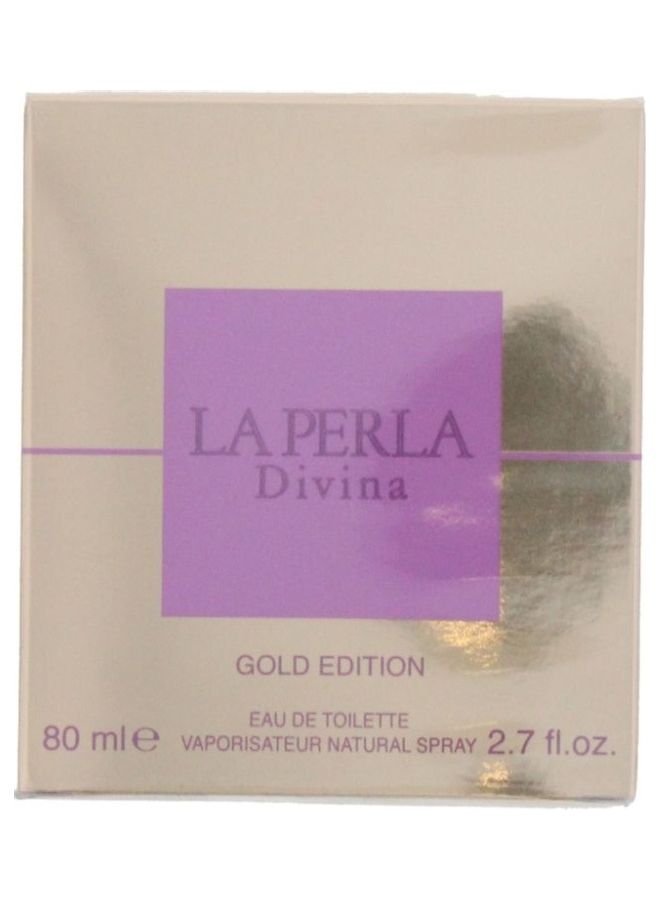 LA PERLA
Divina
GOLD EDITION
EAU DE TOILETTE
80 ml e VAPORISATEUR NATURAL SPRAY 2.7 fl.oz.